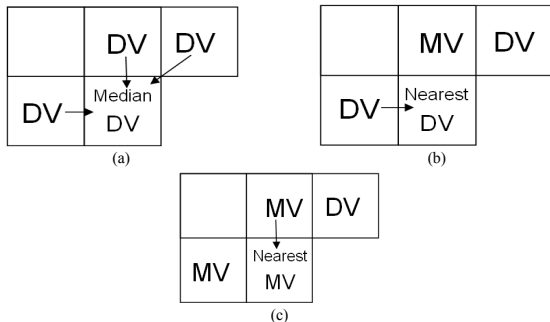 DV DV
DV Median
DV
(a)
MV DV
DV Nearest
DV
(b)
MV DV
MV Nearest
MV
(c)